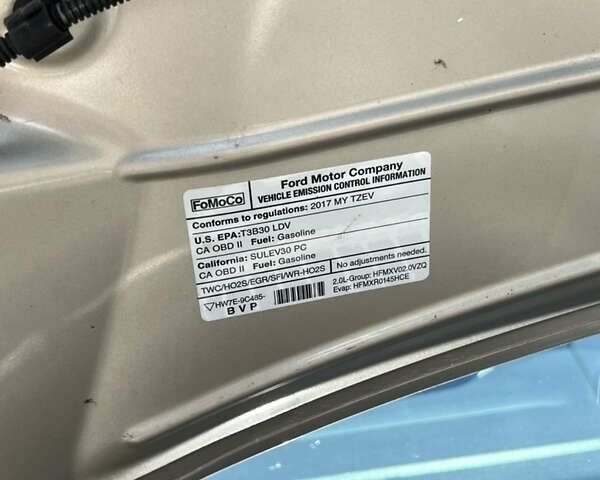 FoMoCo
Ford Motor Company
VEHICLE EMISSION CONTROL INFORMATION
Conforms to regulations: 2017 MY TZEV
U.S. EPA:T3B30 LDV
CA OBD II Fuel: Gasoline
California: SULEV30 PC
CA OBD II Fuel: Gasoline
No adjustments needed.
TWC/HO2S/EGR/SFI/WR-HO2S
2.0L-Group: HFMXV02.0VZQ
Evap: HFMXR0145HCE
HW7E-9C485-
BVP